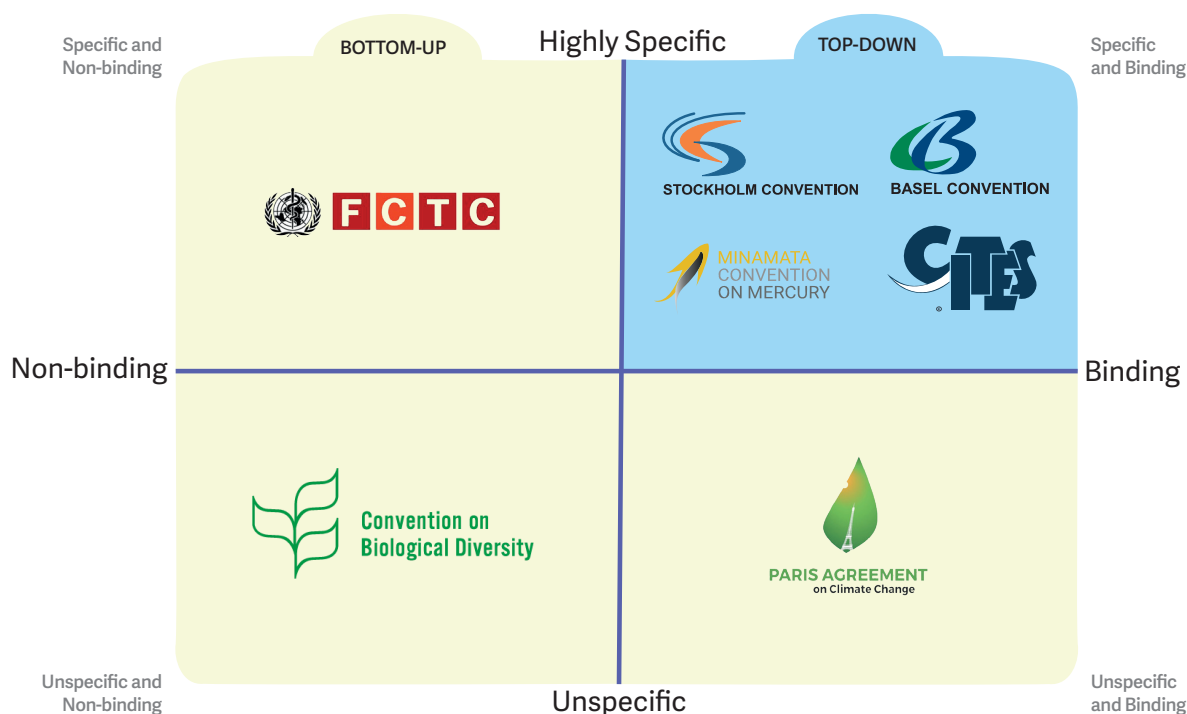 Specific and
Non-binding
BOTTOM-UP
Highly Specific
TOP-DOWN
Specific
and Binding
STOCKHOLM CONVENTION
BASEL CONVENTION
FCTC
MINAMATA
CONVENTION
ON MERCURY
CITES
®
Non-binding
Binding
Convention on
Biological Diversity
PARIS AGREEMENT
on Climate Change
Unspecific and
Non-binding
Unspecific
Unspecific
and Binding